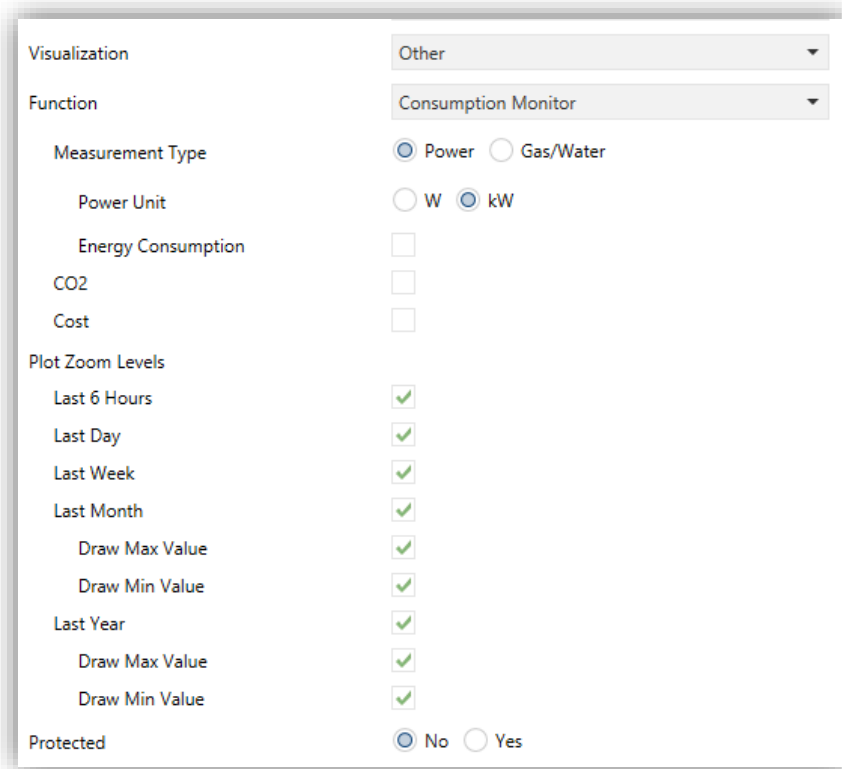 Visualization Other
Function Consumption Monitor
Measurement Type Power Gas/Water
Power Unit W kW
Energy Consumption
CO2
Cost
Plot Zoom Levels
Last 6 Hours
Last Day
Last Week
Last Month
Draw Max Value
Draw Min Value
Last Year
Draw Max Value
Draw Min Value
Protected No Yes